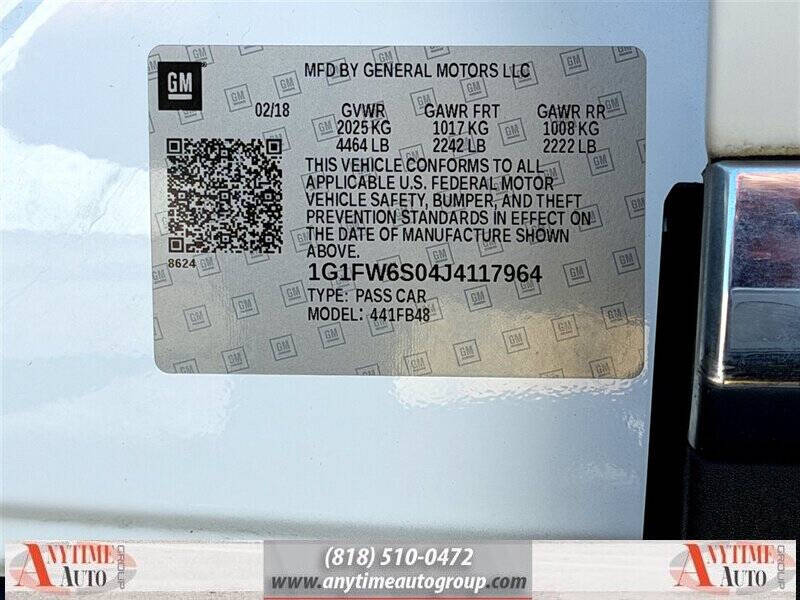 GM
MFD BY GENERAL MOTORS LLC
02/18 GVWR GAWR FRT GAWR RR
2025 KG 1017 KG 1008 KG
4464 LB 2242 LB 2222 LB
THIS VEHICLE CONFORMS TO ALL
APPLICABLE U.S. FEDERAL MOTOR
VEHICLE SAFETY, BUMPER, AND THEFT
PREVENTION STANDARDS IN EFFECT ON
THE DATE OF MANUFACTURE SHOWN
ABOVE.
8624
1G1FW6S04J4117964
TYPE: PASS CAR
MODEL: 441FB48
ANYTIME AUTO GROUP
(818) 510-0472
www.anytimeautogroup.com
ANYTIME AUTO GROUP